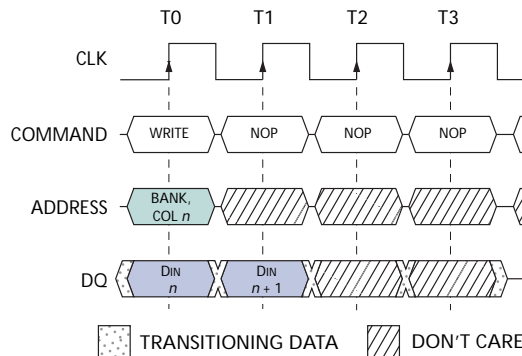 T0 T1 T2 T3
CLK
COMMAND WRITE NOP NOP NOP
ADDRESS BANK,
COL n
DQ DIN
n
DIN
n + 1
TRANSITIONING DATA DON'T CARE